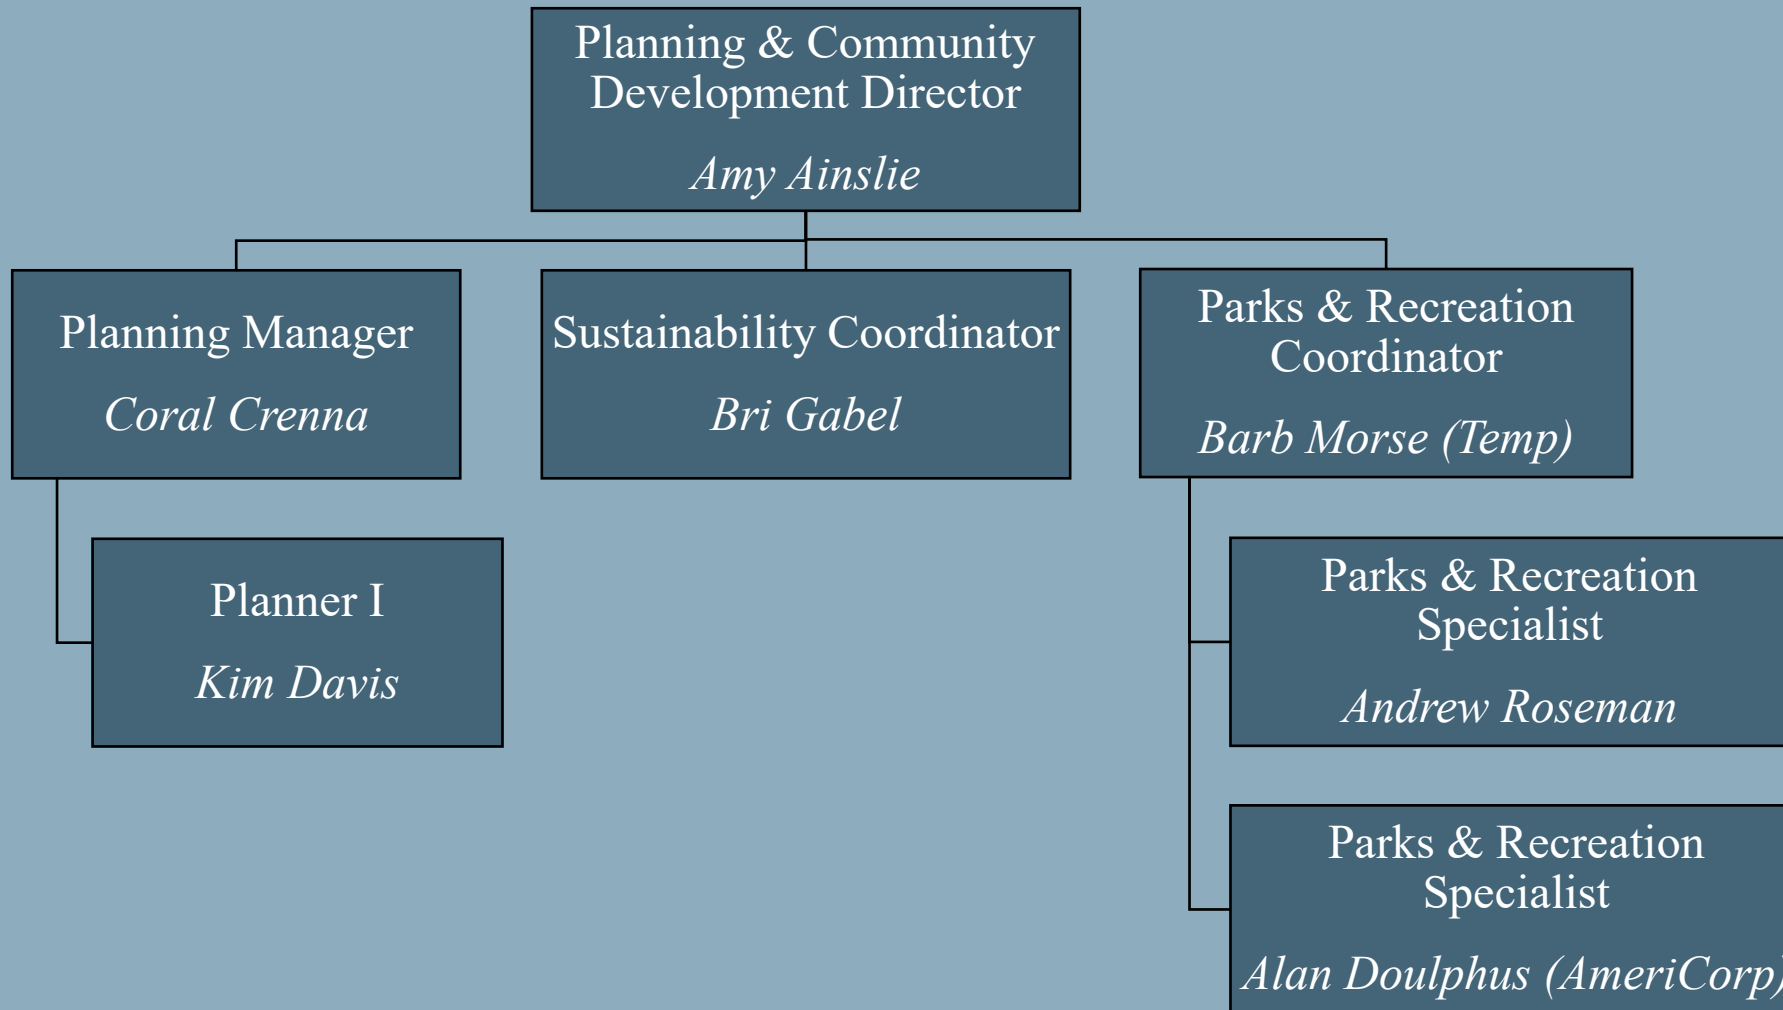 Planning & Community
Development Director
Amy Ainslie
Planning Manager
Coral Crenna
Sustainability Coordinator
Bri Gabel
Parks & Recreation
Coordinator
Barb Morse (Temp)
Planner I
Kim Davis
Parks & Recreation
Specialist
Andrew Roseman
Parks & Recreation
Specialist
Alan Doulphus (AmeriCorp)